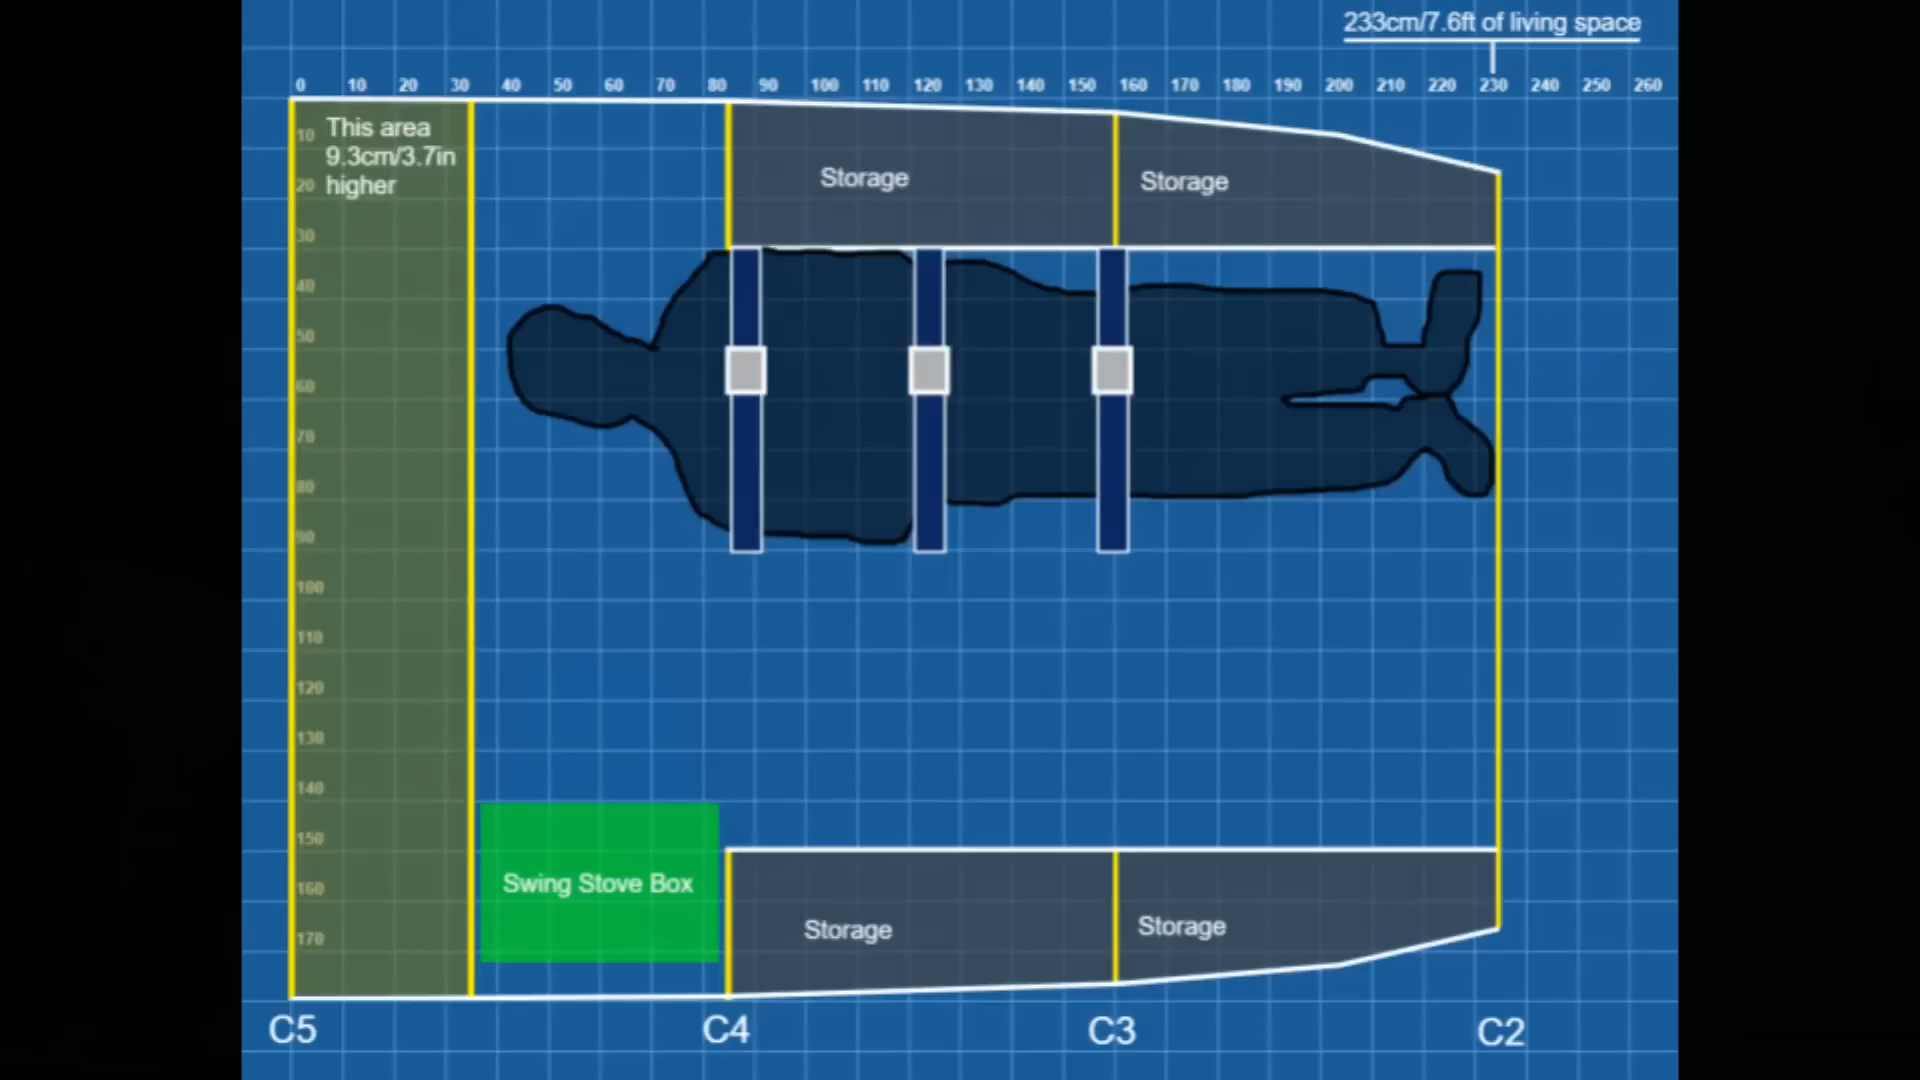 233cm/7.6ft of living space
0 10 20 30 40 50 60 70 80 90 100 110 120 130 140 150 160 170 180 190 200 210 220 230 240 250 260
This area
9.3cm/3.7in
higher
10
20
30
40
50
60
70
80
90
100
110
120
130
140
150
160
170
Storage
Storage
Swing Stove Box
Storage
Storage
C5 C4 C3 C2